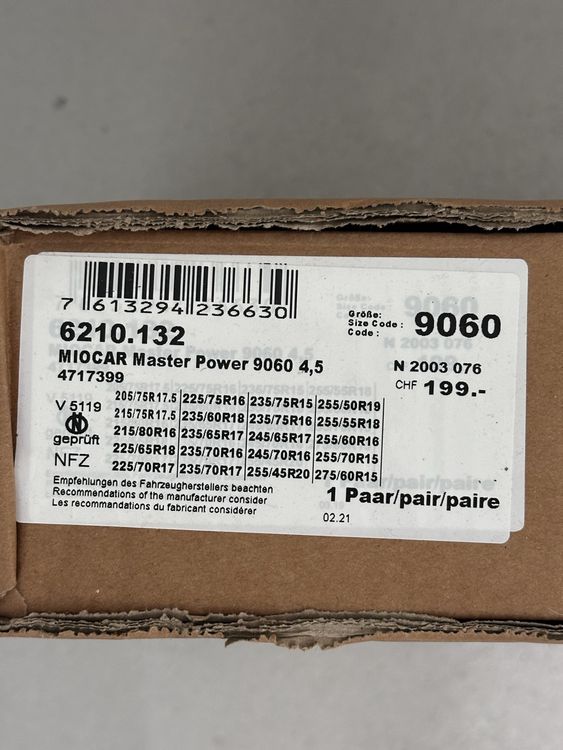 7 613294 236630
6210.132
MIOCAR Master Power 9060 4,5
4717399
Größe:
Size Code :
Code :
9060
N 2003 076
CHF 199.-
V 5119
geprüft
NFZ
205/75R17.5 225/75R16 235/75R15 255/50R19
215/75R17.5 235/60R18 235/75R16 255/55R18
215/80R16 235/65R17 245/65R17 255/60R16
225/65R18 235/70R16 245/70R16 255/70R15
225/70R17 235/70R17 255/45R20 275/60R15
Empfehlungen des Fahrzeugherstellers beachten
Recommendations of the manufacturer consider
Les recommandations du fabricant considérer
1 Paar/pair/paire
02.21